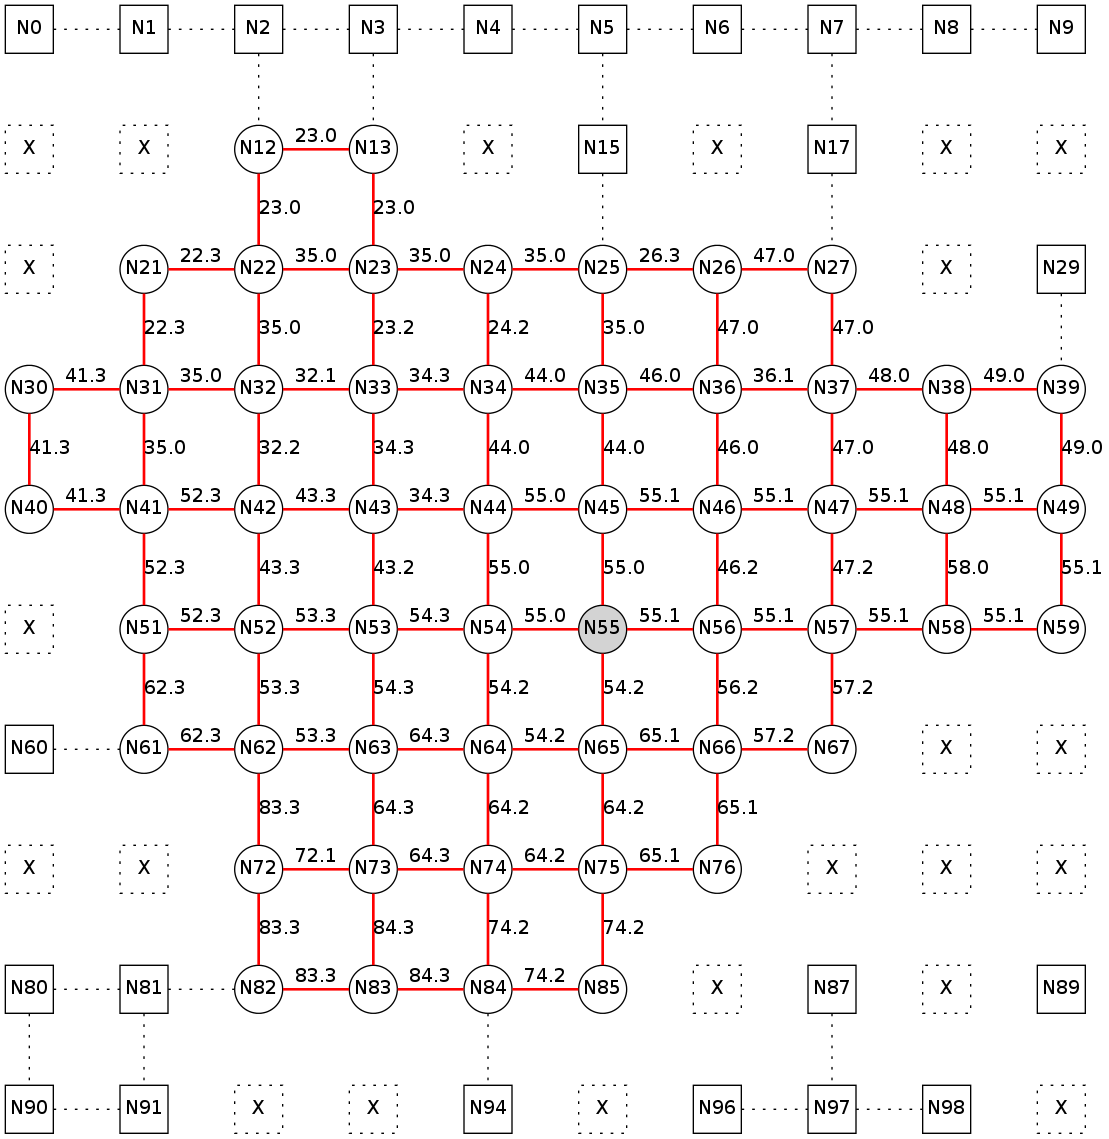 N0 N1 N2 N3 N4 N5 N6 N7 N8 N9
X X N12 23.0 N13 X N15 X N17 X X
23.0 23.0
X N21 22.3 N22 35.0 N23 35.0 N24 35.0 N25 26.3 N26 47.0 N27 X N29
22.3 35.0 23.2 24.2 35.0 47.0 47.0
N30 41.3 N31 35.0 N32 32.1 N33 34.3 N34 44.0 N35 46.0 N36 36.1 N37 48.0 N38 49.0 N39
41.3 35.0 32.2 34.3 44.0 44.0 46.0 47.0 48.0 49.0
N40 41.3 N41 52.3 N42 43.3 N43 34.3 N44 55.0 N45 55.1 N46 55.1 N47 55.1 N48 55.1 N49
52.3 43.3 43.2 55.0 55.0 46.2 47.2 58.0 55.1
X N51 52.3 N52 53.3 N53 54.3 N54 55.0 N55 55.1 N56 55.1 N57 55.1 N58 55.1 N59
62.3 53.3 54.3 54.2 54.2 56.2 57.2
N60 N61 62.3 N62 53.3 N63 64.3 N64 54.2 N65 65.1 N66 57.2 N67 X X
83.3 64.3 64.2 64.2 65.1
X X N72 72.1 N73 64.3 N74 64.2 N75 65.1 N76 X X X
83.3 84.3 74.2 74.2
N80 N81 N82 83.3 N83 84.3 N84 74.2 N85 X N87 X N89
N90 N91 X X N94 X N96 N97 N98 X